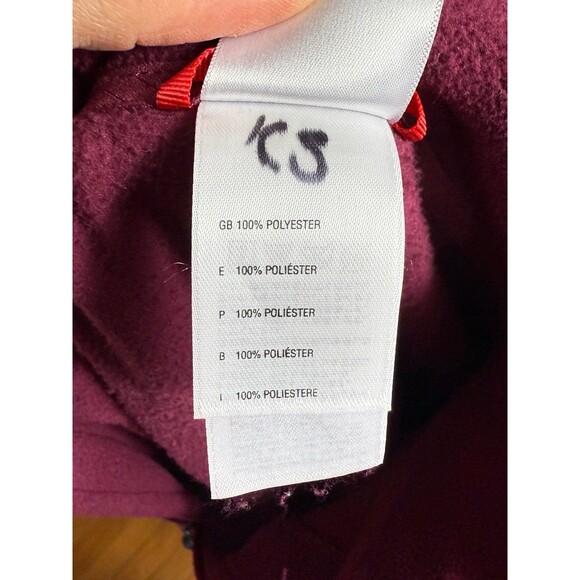 KS
GB 100% POLYESTER
E 100% POLIÉSTER
P 100% POLIÉSTER
B 100% POLIÉSTER
I 100% POLIESTERE